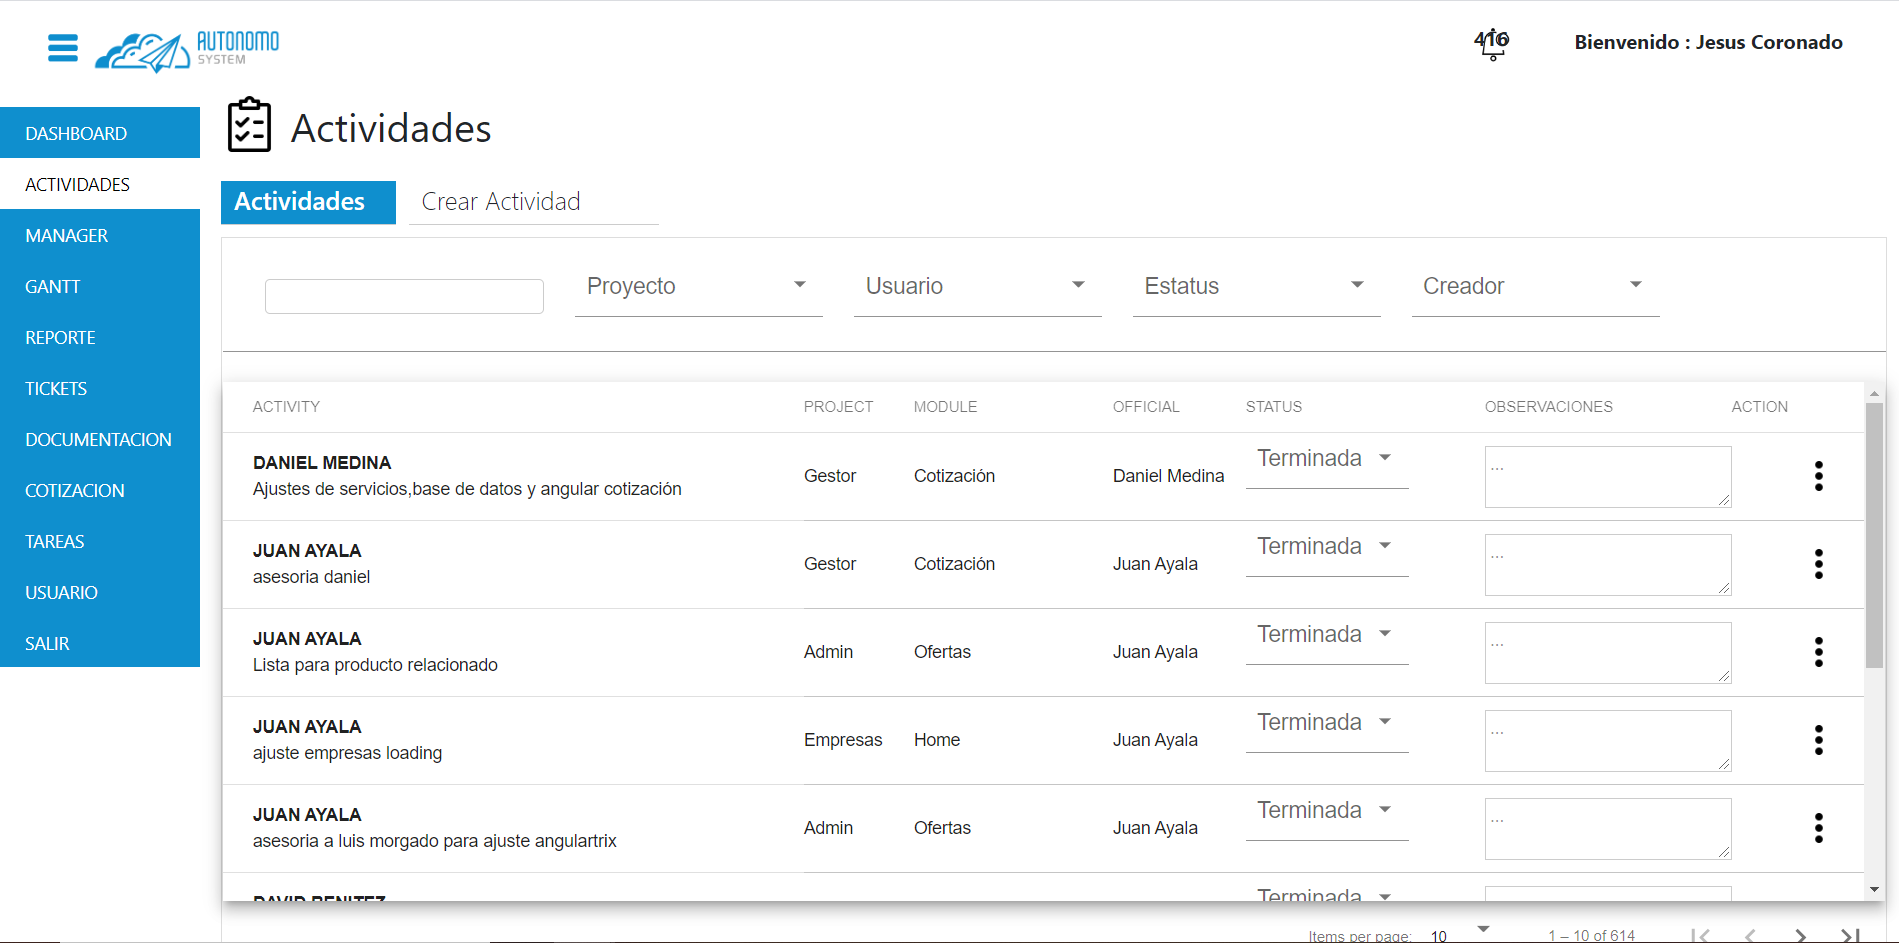 AUTONOMO
SYSTEM
416
Bienvenido : Jesus Coronado
DASHBOARD
ACTIVIDADES
MANAGER
GANTT
REPORTE
TICKETS
DOCUMENTACION
COTIZACION
TAREAS
USUARIO
SALIR
Actividades
Actividades Crear Actividad
Proyecto Usuario Estatus Creador
ACTIVITY PROJECT MODULE OFFICIAL STATUS OBSERVACIONES ACTION
DANIEL MEDINA
Ajustes de servicios,base de datos y angular cotización Gestor Cotización Daniel Medina Terminada ...
JUAN AYALA
asesoria daniel Gestor Cotización Juan Ayala Terminada ...
JUAN AYALA
Lista para producto relacionado Admin Ofertas Juan Ayala Terminada ...
JUAN AYALA
ajuste empresas loading Empresas Home Juan Ayala Terminada ...
JUAN AYALA
asesoria a luis morgado para ajuste angulartrix Admin Ofertas Juan Ayala Terminada ...
DAVID BENITEZ Terminada
Items per page: 10 1 – 10 of 614